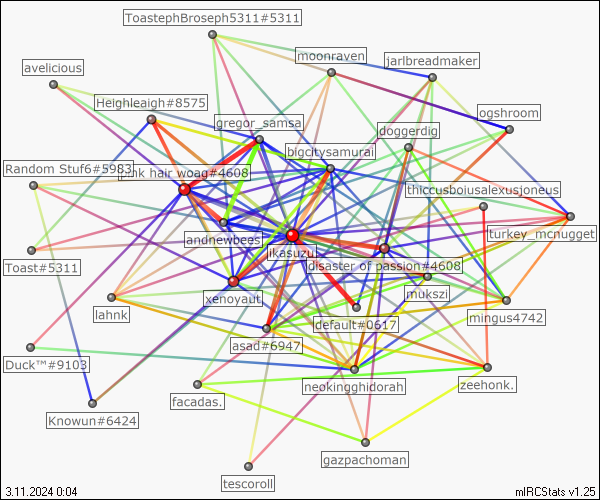 ToastephBroseph5311#5311
moonraven
jarlbreadmaker
avelicious
Heighleaigh#8575
ogshroom
gregor_samsa
doggerdig
bigcitysamurai
Random Stuf6#5983
pink hair woag#4608
thiccusboiusalexusjoneus
turkey_mcnugget
andnewbees
ikasuzu
disaster of passion#4608
Toast#5311
xenoyaut
mukszi
lahnk
ldefault#0617
mingus4742
asad#6947
Duck™#9103
neokingghidorah
zeehonk.
facadas.
Knowun#6424
gazpachoman
tescoroll
3.11.2024 0:04
mIRCStats v1.25